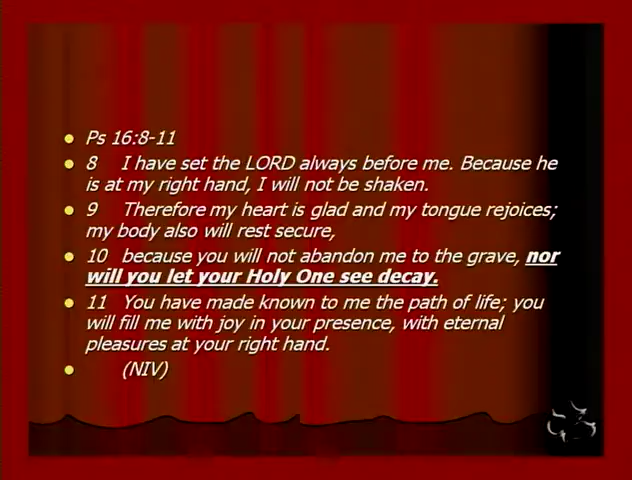 Ps 16:8-11
8 I have set the LORD always before me. Because he
is at my right hand, I will not be shaken.
9 Therefore my heart is glad and my tongue rejoices;
my body also will rest secure,
10 because you will not abandon me to the grave, nor
will you let your Holy One see decay.
11 You have made known to me the path of life; you
will fill me with joy in your presence, with eternal
pleasures at your right hand.
(NIV)